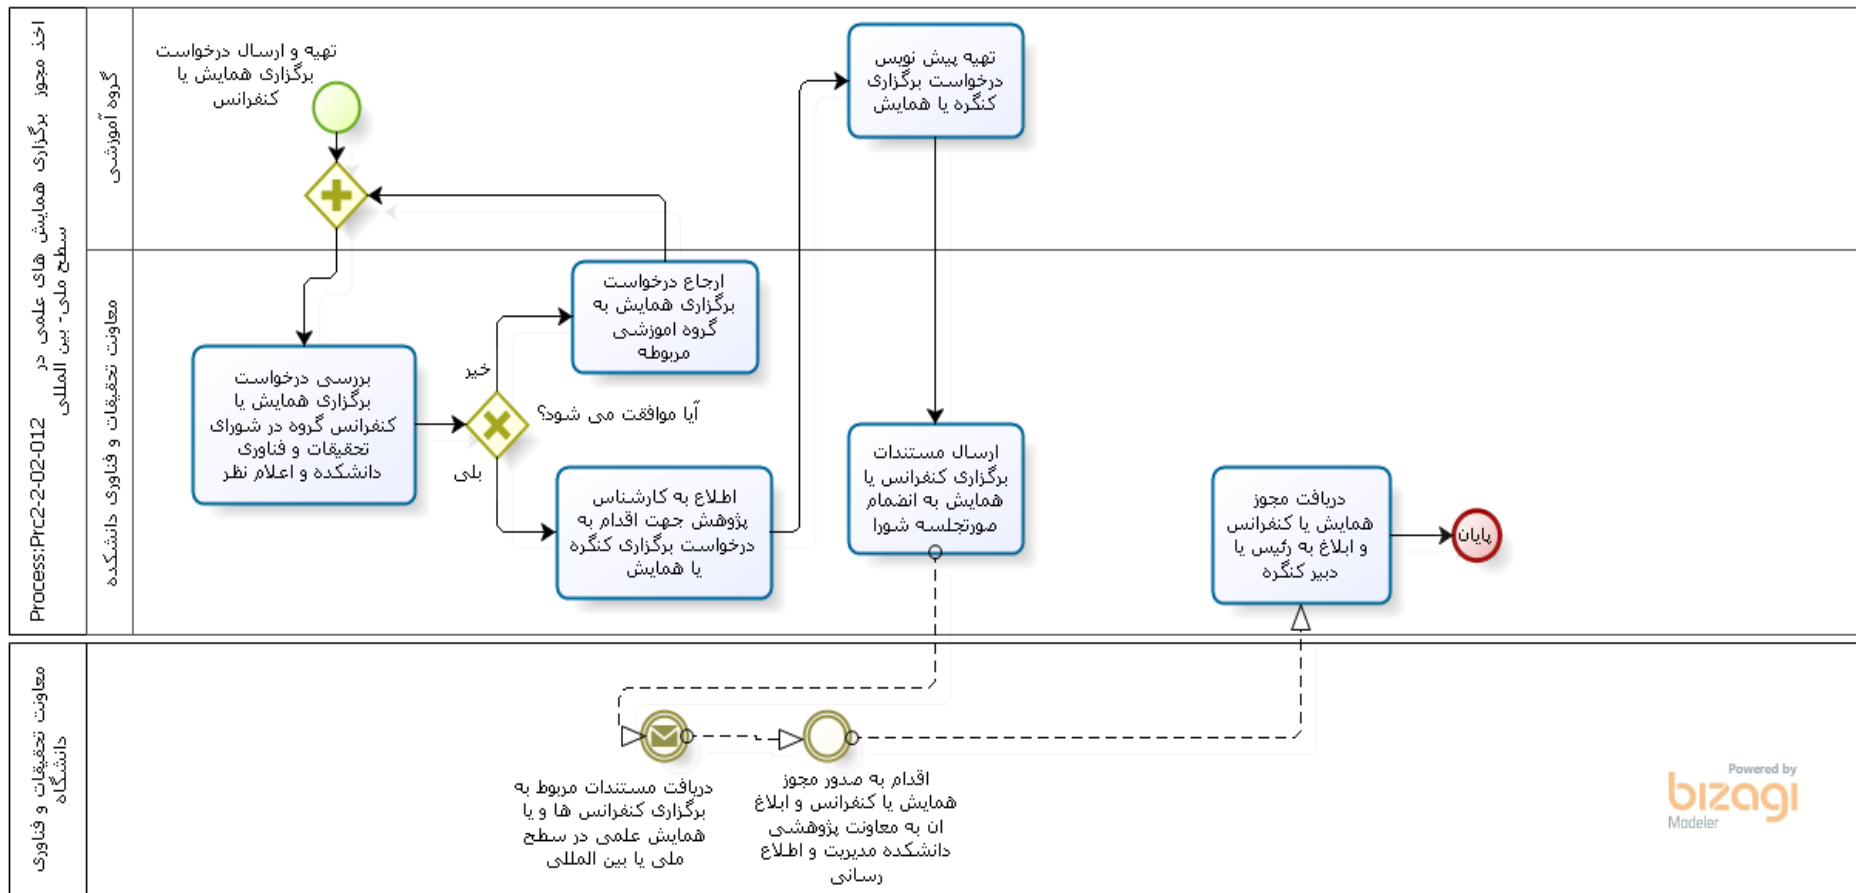 Process:Prc2-2-02-012 اخذ مجوز برگزاری همایش های علمی در
سطح ملی- بین المللی
گروه آموزشی
تهیه و ارسال درخواست
برگزاری همایش یا
کنفرانس
تهیه پیش نویس
درخواست برگزاری
کنگره یا همایش
معاونت تحقیقات و فناوری دانشکده
ارجاع درخواست
برگزاری همایش به
گروه اموزشی
مربوطه
بررسی درخواست
برگزاری همایش یا
کنفرانس گروه در شورای
تحقیقات و فناوری
دانشکده و اعلام نظر
خیر
آیا موافقت می شود؟
بلی
اطلاع به کارشناس
پژوهش جهت اقدام به
درخواست برگزاری کنگره
یا همایش
ارسال مستندات
برگزاری کنفرانس یا
همایش به انضمام
صورتجلسه شورا
دریافت مجوز
همایش یا کنفرانس
و ابلاغ به رئیس یا
دبیر کنگره
پایان
معاونت تحقیقات و فناوری
دانشگاه
دریافت مستندات مربوط به
برگزاری کنفرانس ها و یا
همایش علمی در سطح
ملی یا بین المللی
اقدام به صدور مجوز
همایش یا کنفرانس و ابلاغ
ان به معاونت پژوهشی
دانشکده مدیریت و اطلاع
رسانی
Powered by
bizagi
Modeler